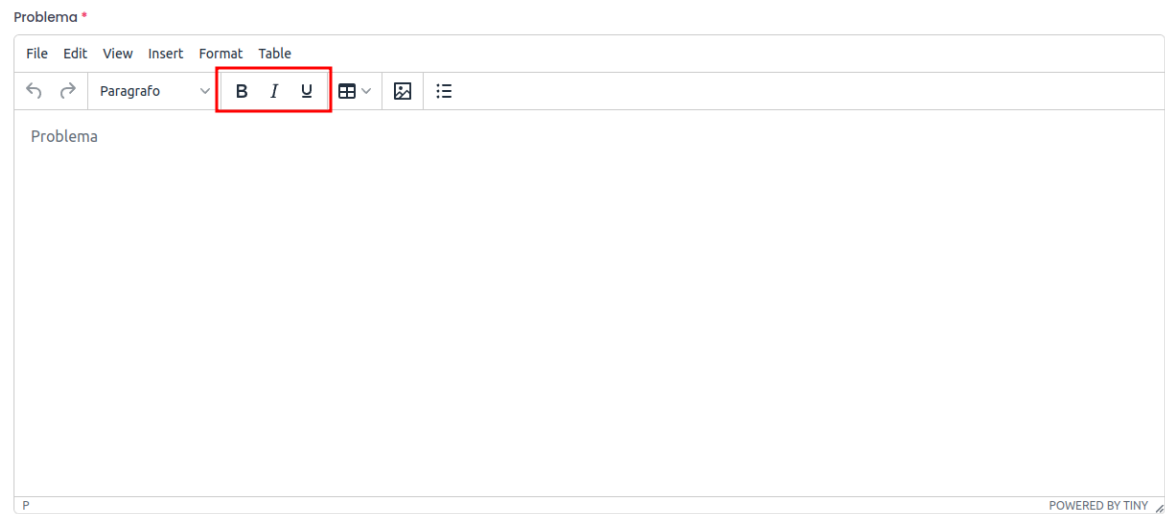 Problema *
File Edit View Insert Format Table
Paragrafo B I U
Problema
P POWERED BY TINY